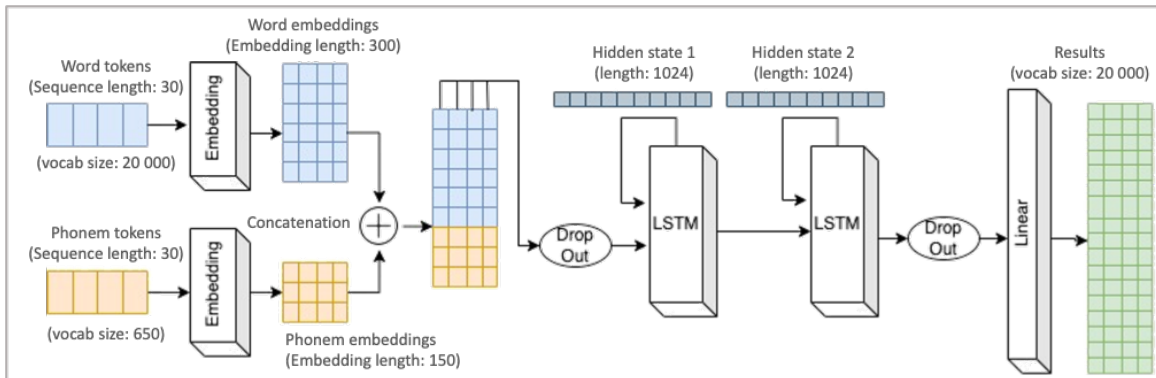 Word embeddings
(Embedding length: 300)
Word tokens
(Sequence length: 30)
Embedding
(vocab size: 20 000)
Concatenation
Phonem tokens
(Sequence length: 30)
Embedding
(vocab size: 650)
Phonem embeddings
(Embedding length: 150)
Drop
Out
Hidden state 1
(length: 1024)
LSTM
Hidden state 2
(length: 1024)
LSTM
Drop
Out
Linear
Results
(vocab size: 20 000)